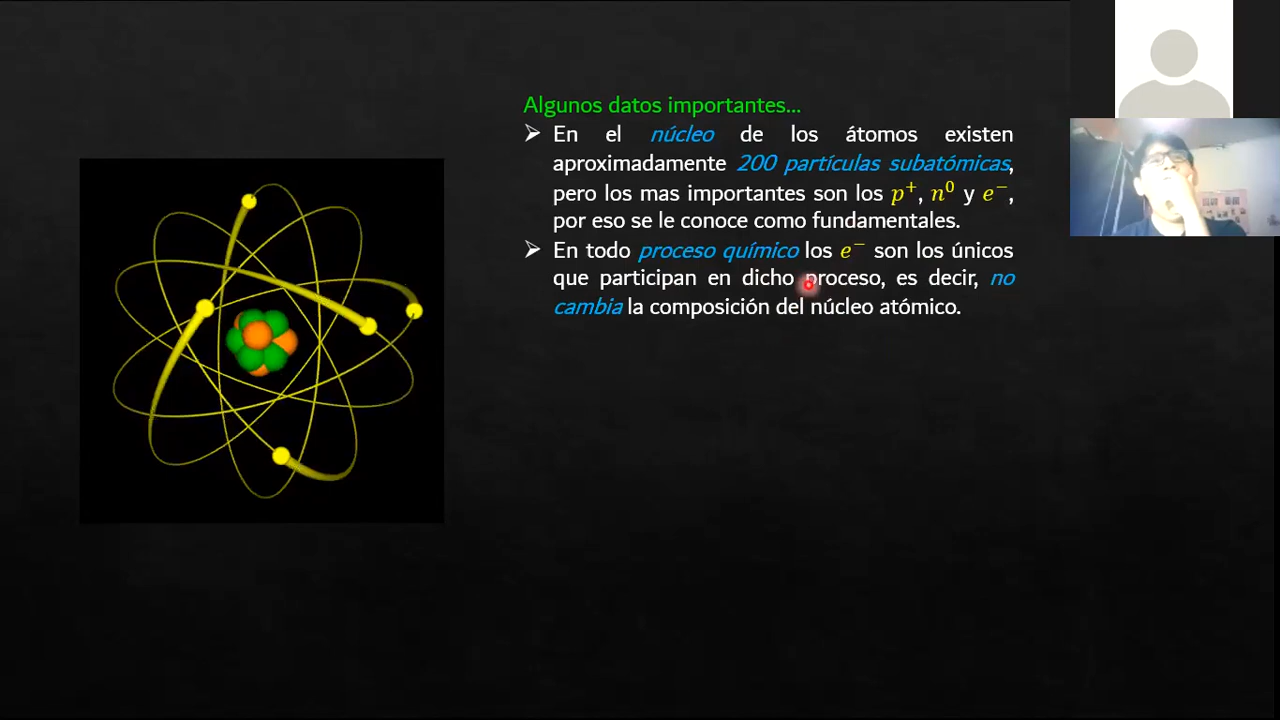 Algunos datos importantes...
➢ En el núcleo de los átomos existen
aproximadamente 200 partículas subatómicas,
pero los mas importantes son los p⁺, n⁰ y e⁻,
por eso se le conoce como fundamentales.
➢ En todo proceso químico los e⁻ son los únicos
que participan en dicho proceso, es decir, no
cambia la composición del núcleo atómico.